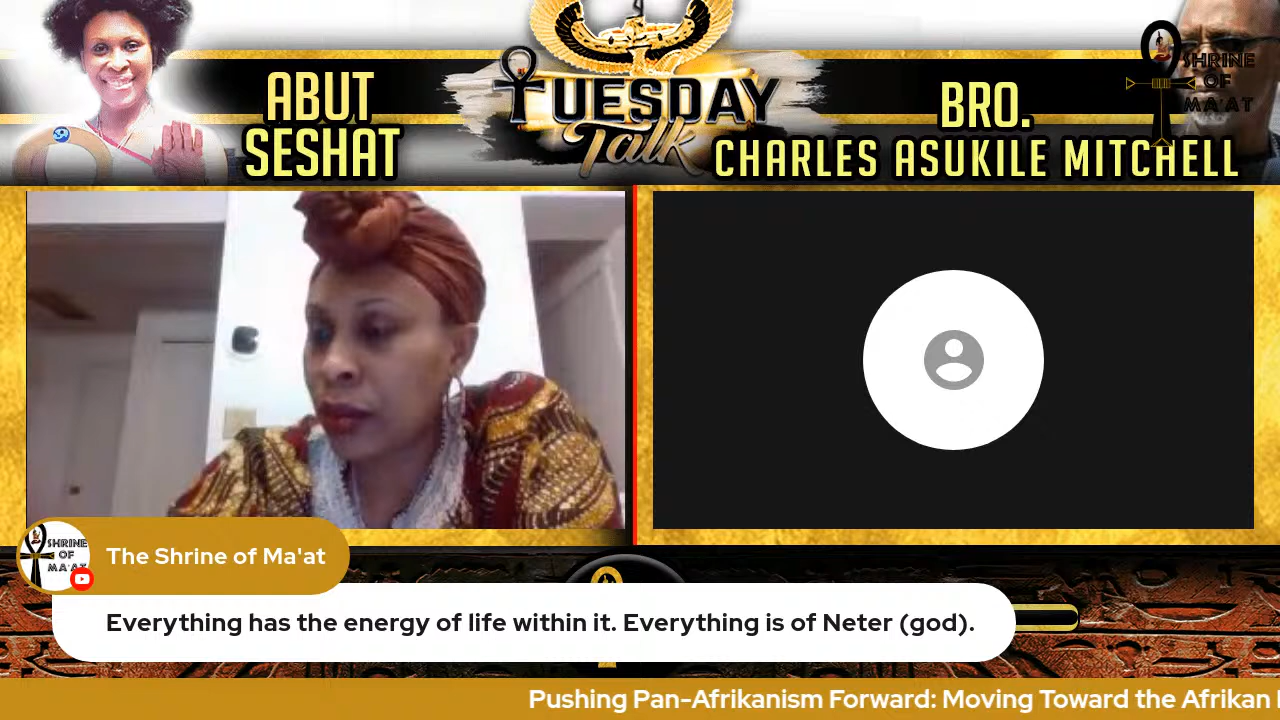 ABUT
SESHAT
TUESDAY
Talk
BRO.
CHARLES ASUKILE MITCHELL
SHRINE
OF
MA'AT
SHRINE
OF
MA'AT
The Shrine of Ma'at
Everything has the energy of life within it. Everything is of Neter (god).
Pushing Pan-Afrikanism Forward: Moving Toward the Afrikan